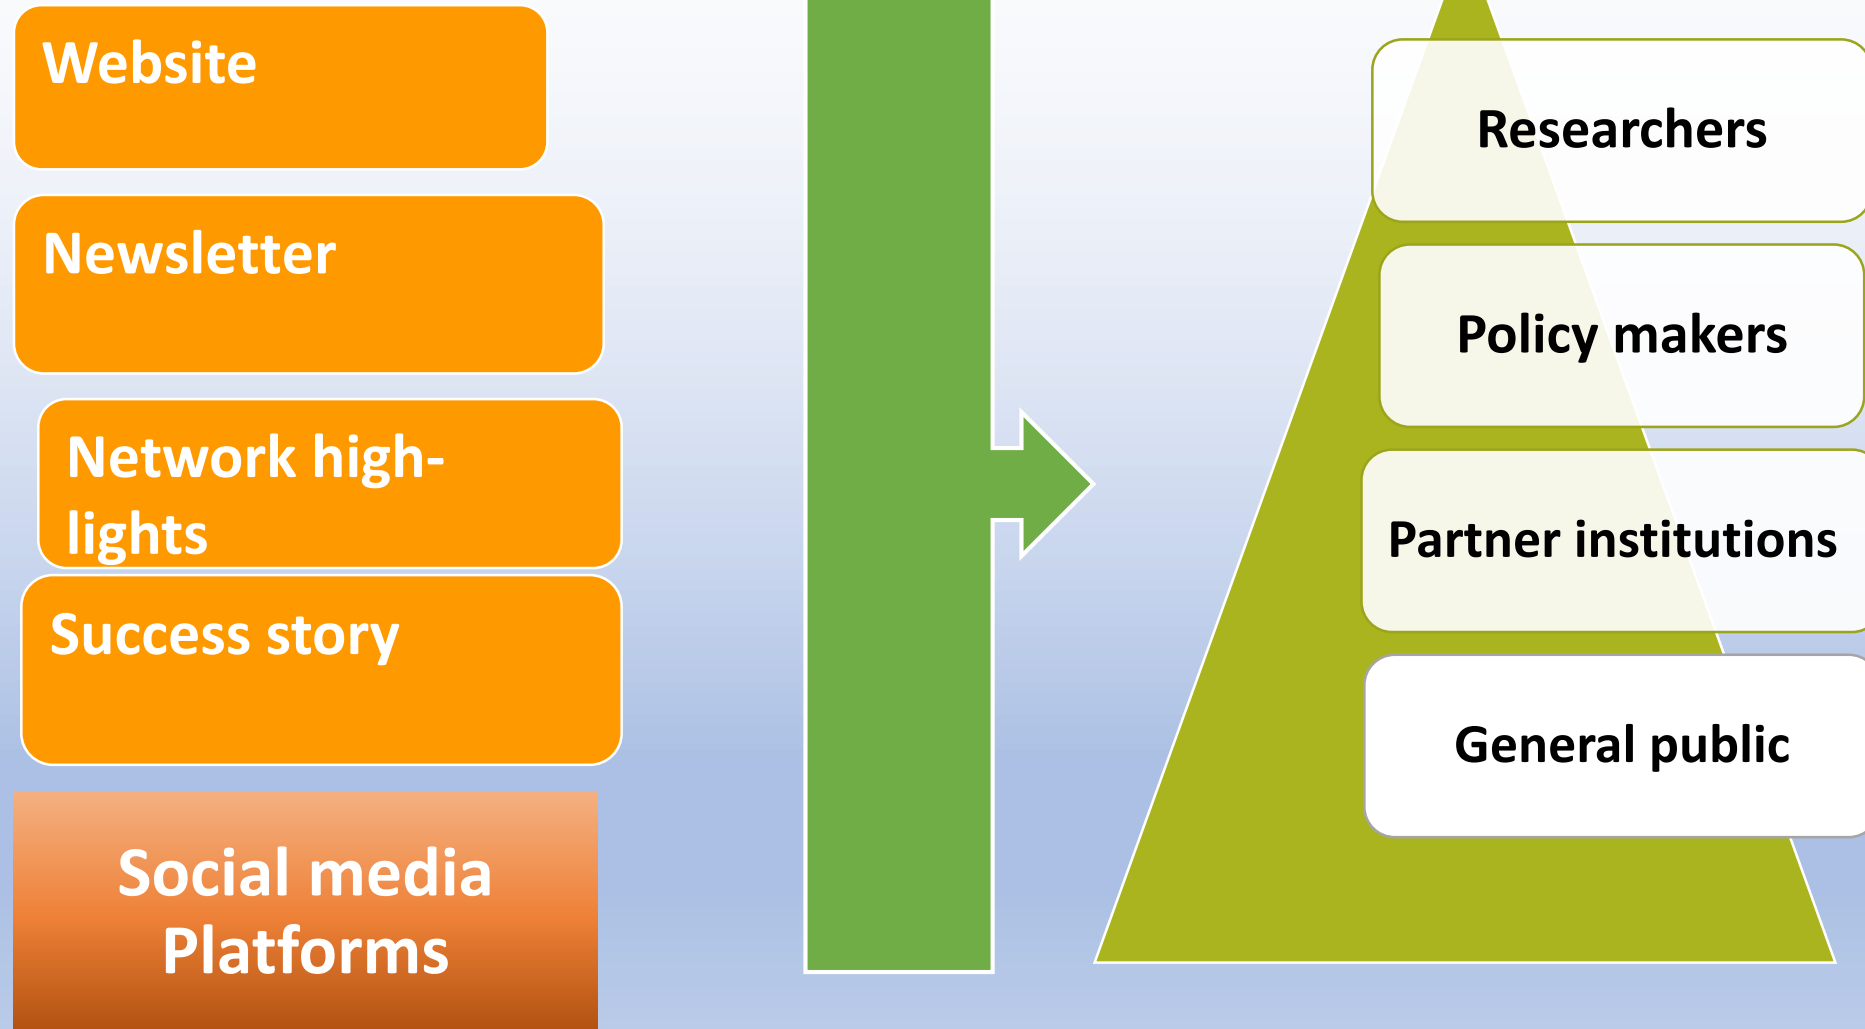 Website
Newsletter
Network high-
lights
Success story
Social media
Platforms
Researchers
Policy makers
Partner institutions
General public